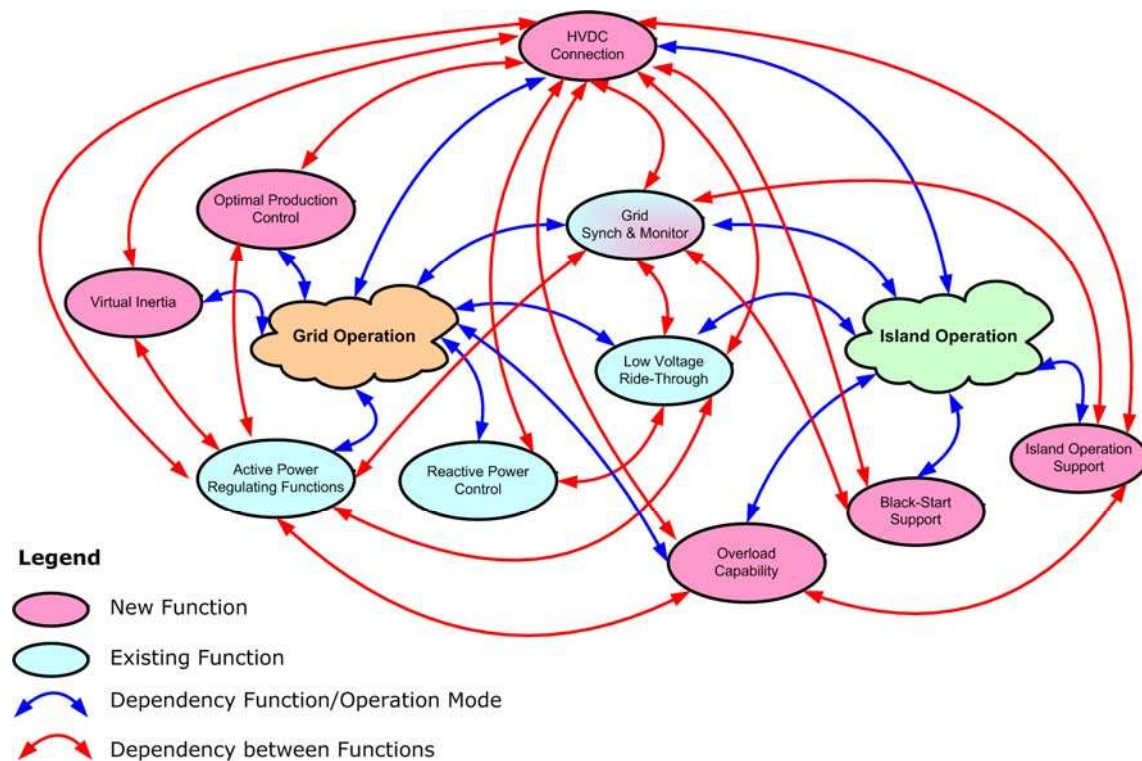 HVDC
Connection
Optimal Production
Control
Grid
Synch & Monitor
Virtual Inertia
Grid Operation
Island Operation
Low Voltage
Ride-Through
Active Power
Regulating Functions
Reactive Power
Control
Island Operation
Support
Black-Start
Support
Overload
Capability
Legend
New Function
Existing Function
Dependency Function/Operation Mode
Dependency between Functions